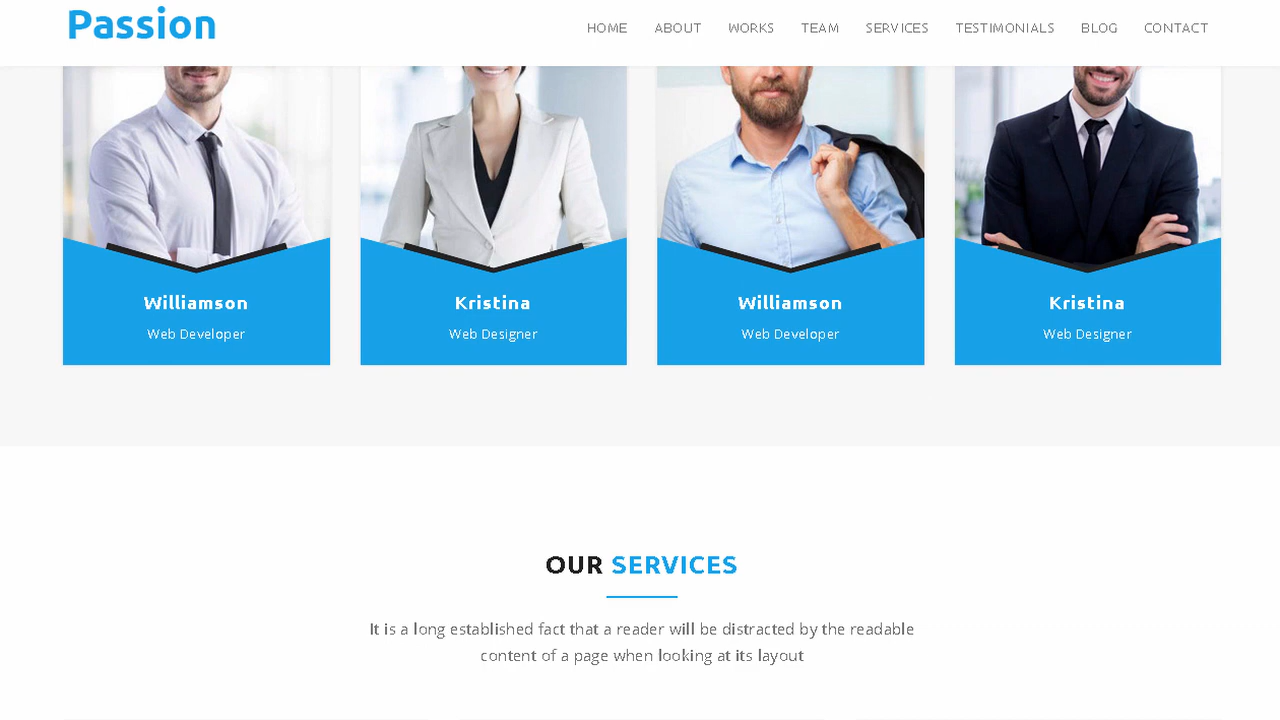 Passion
HOME ABOUT WORKS TEAM SERVICES TESTIMONIALS BLOG CONTACT
Williamson
Web Developer
Kristina
Web Designer
Williamson
Web Developer
Kristina
Web Designer
OUR SERVICES
It is a long established fact that a reader will be distracted by the readable
content of a page when looking at its layout